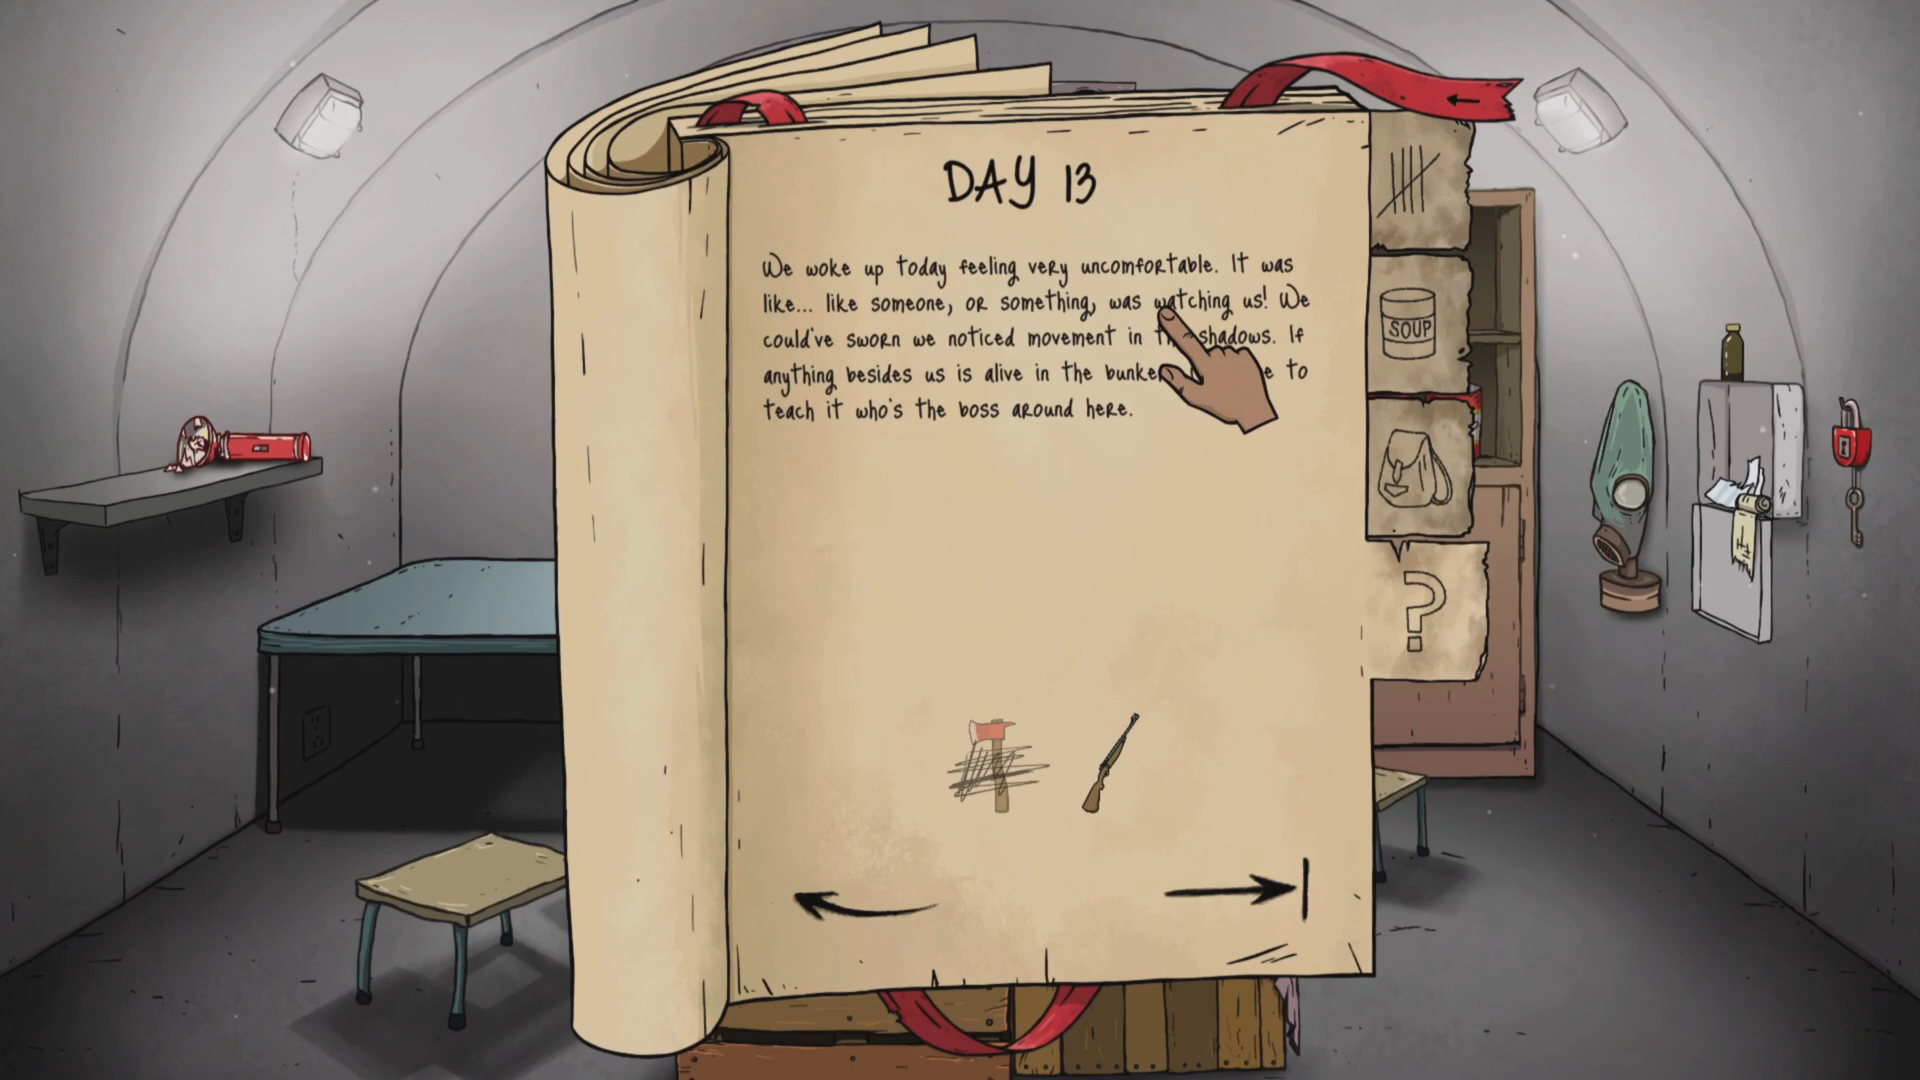 DAY 13
We woke up today feeling very uncomfortable. It was
like... like someone, or something, was watching us! We
could've sworn we noticed movement in shadows. If
anything besides us is alive in the bunker to
teach it who's the boss around here.
SOUP